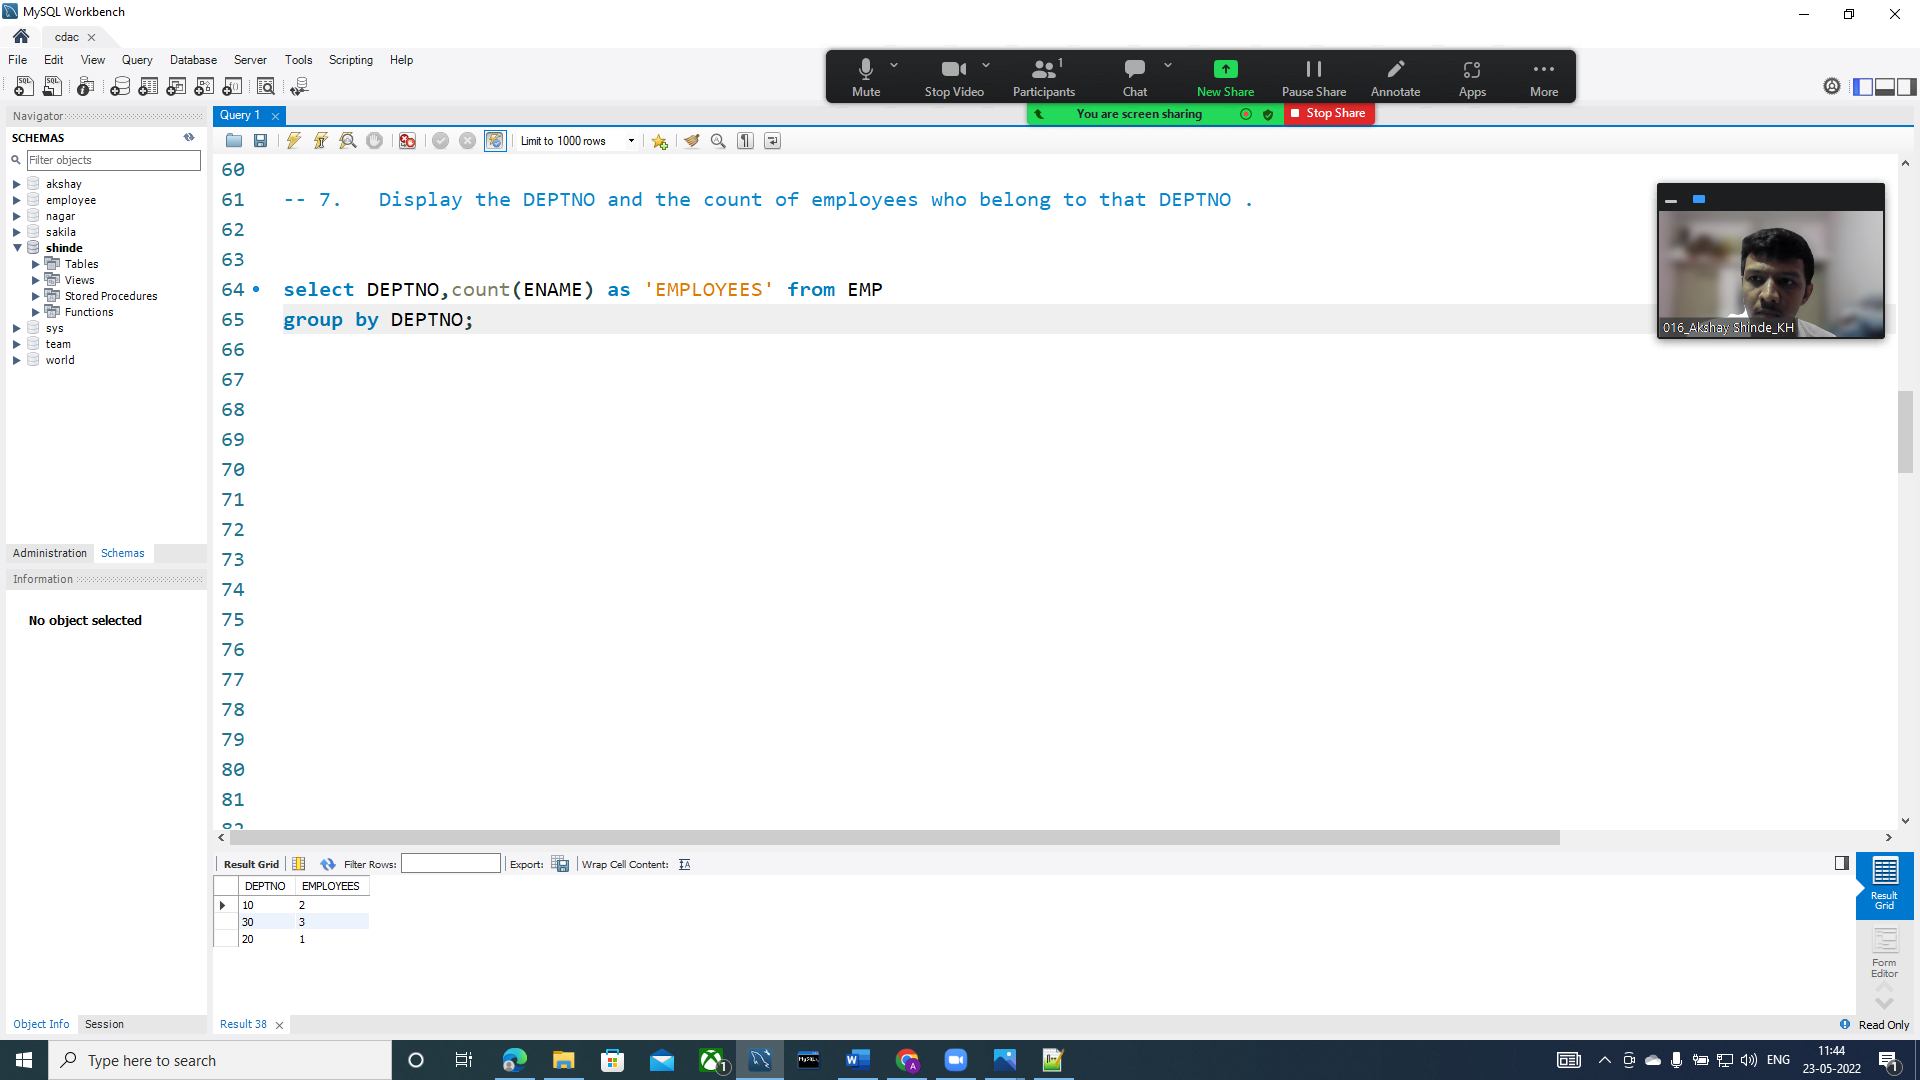 MySQL Workbench
cdac
File Edit View Query Database Server Tools Scripting Help
Mute Stop Video Participants 1 Chat New Share Pause Share Annotate Apps More
You are screen sharing Stop Share
Navigator
SCHEMAS
Filter objects
akshay
employee
nagar
sakila
shinde
Tables
Views
Stored Procedures
Functions
sys
team
world
Administration Schemas
Information
No object selected
Object Info Session
Query 1
Limit to 1000 rows
60
61 -- 7. Display the DEPTNO and the count of employees who belong to that DEPTNO .
62
63
64 select DEPTNO,count(ENAME) as 'EMPLOYEES' from EMP
65 group by DEPTNO;
66
67
68
69
70
71
72
73
74
75
76
77
78
79
80
81
82
016_Akshay Shinde_KH
Result Grid Filter Rows: Export: Wrap Cell Content:
DEPTNO EMPLOYEES
10 2
30 3
20 1
Result Grid
Form Editor
Result 38
Read Only
Type here to search
ENG
11:44
23-05-2022